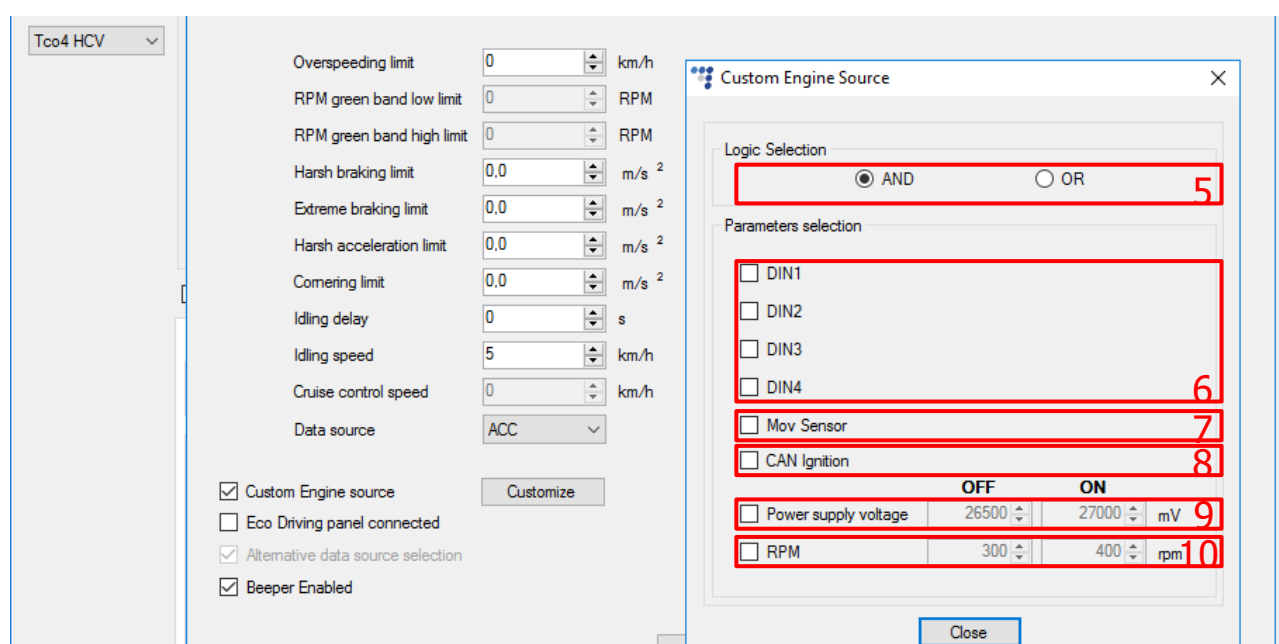 Tco4 HCV
Overspeeding limit 0 km/h
RPM green band low limit 0 RPM
RPM green band high limit 0 RPM
Harsh braking limit 0,0 m/s 2
Extreme braking limit 0,0 m/s 2
Harsh acceleration limit 0,0 m/s 2
Cornering limit 0,0 m/s 2
Idling delay 0 s
Idling speed 5 km/h
Cruise control speed 0 km/h
Data source ACC
Custom Engine source Customize
Eco Driving panel connected
Alternative data source selection
Beeper Enabled
Custom Engine Source
Logic Selection
AND OR 5
Parameters selection
DIN1
DIN2
DIN3
DIN4 6
Mov Sensor 7
CAN Ignition 8
OFF ON
Power supply voltage 26500 27000 mV 9
RPM 300 400 rpm 10
Close